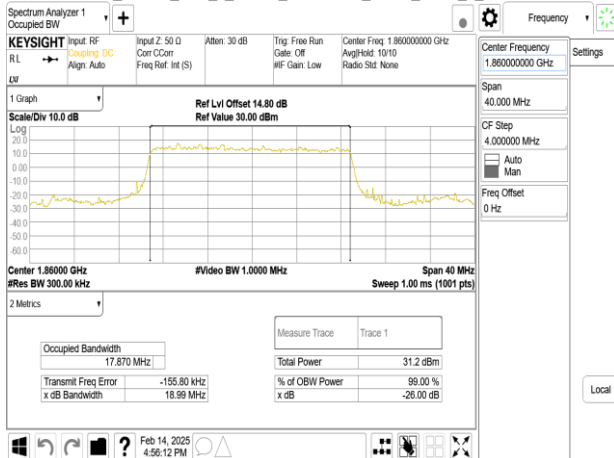 Spectrum Analyzer 1
Occupied BW
+
Frequency
KEYSIGHT
Input: RF
Input Z: 50 Ω
Atten: 30 dB
Trig: Free Run
Center Freq: 1.860000000 GHz
RL
Coupling: DC
Corr CCorr
Gate: Off
Avg|Hold: 10/10
Align: Auto
Freq Ref: Int (S)
#IF Gain: Low
Radio Std: None
LXI
Center Frequency
1.860000000 GHz
Settings
Span
40.000 MHz
CF Step
4.000000 MHz
Auto
Man
Freq Offset
0 Hz
Local
1 Graph
Ref Lvl Offset 14.80 dB
Scale/Div 10.0 dB
Ref Value 30.00 dBm
Log
20.0
10.0
0.00
-10.0
-20.0
-30.0
-40.0
-50.0
-60.0
Center 1.86000 GHz
#Video BW 1.0000 MHz
Span 40 MHz
#Res BW 300.00 kHz
Sweep 1.00 ms (1001 pts)
2 Metrics
Measure Trace
Trace 1
Occupied Bandwidth
17.870 MHz
Total Power
31.2 dBm
Transmit Freq Error
-155.80 kHz
% of OBW Power
99.00 %
x dB Bandwidth
18.99 MHz
x dB
-26.00 dB
?
Feb 14, 2025
4:56:12 PM